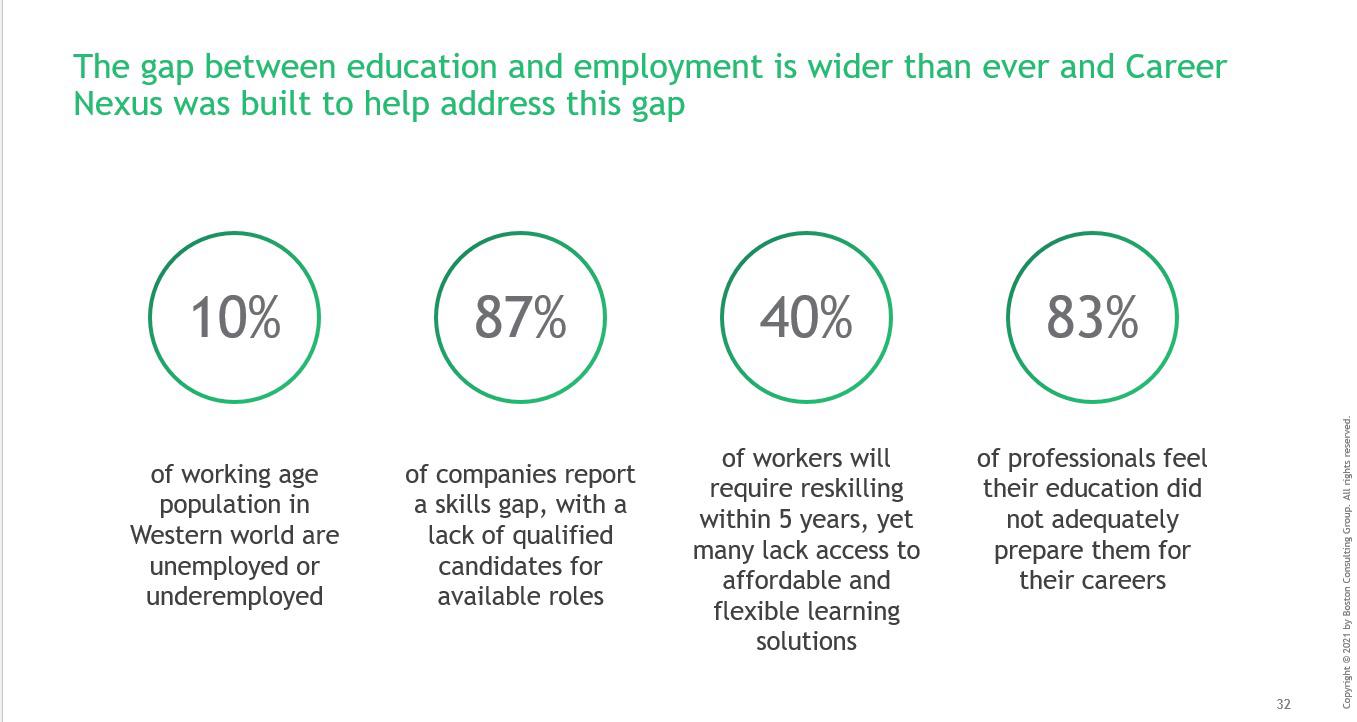 The gap between education and employment is wider than ever and Career
Nexus was built to help address this gap
10%
of working age
population in
Western world are
unemployed or
underemployed
87%
of companies report
a skills gap, with a
lack of qualified
candidates for
available roles
40%
of workers will
require reskilling
within 5 years, yet
many lack access to
affordable and
flexible learning
solutions
83%
of professionals feel
their education did
not adequately
prepare them for
their careers
Copyright © 2021 by Boston Consulting Group. All rights reserved.
32